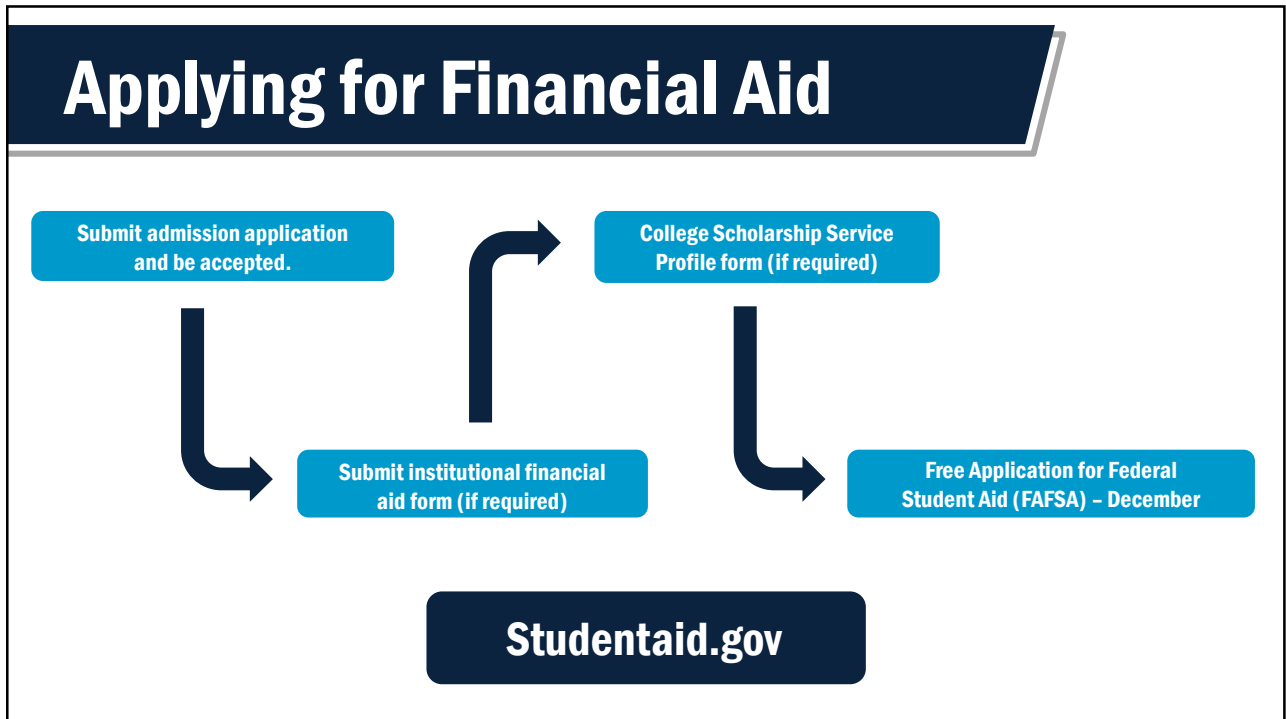 Applying for Financial Aid
Submit admission application
and be accepted.
Submit institutional financial
aid form (if required)
College Scholarship Service
Profile form (if required)
Free Application for Federal
Student Aid (FAFSA) – December
Studentaid.gov